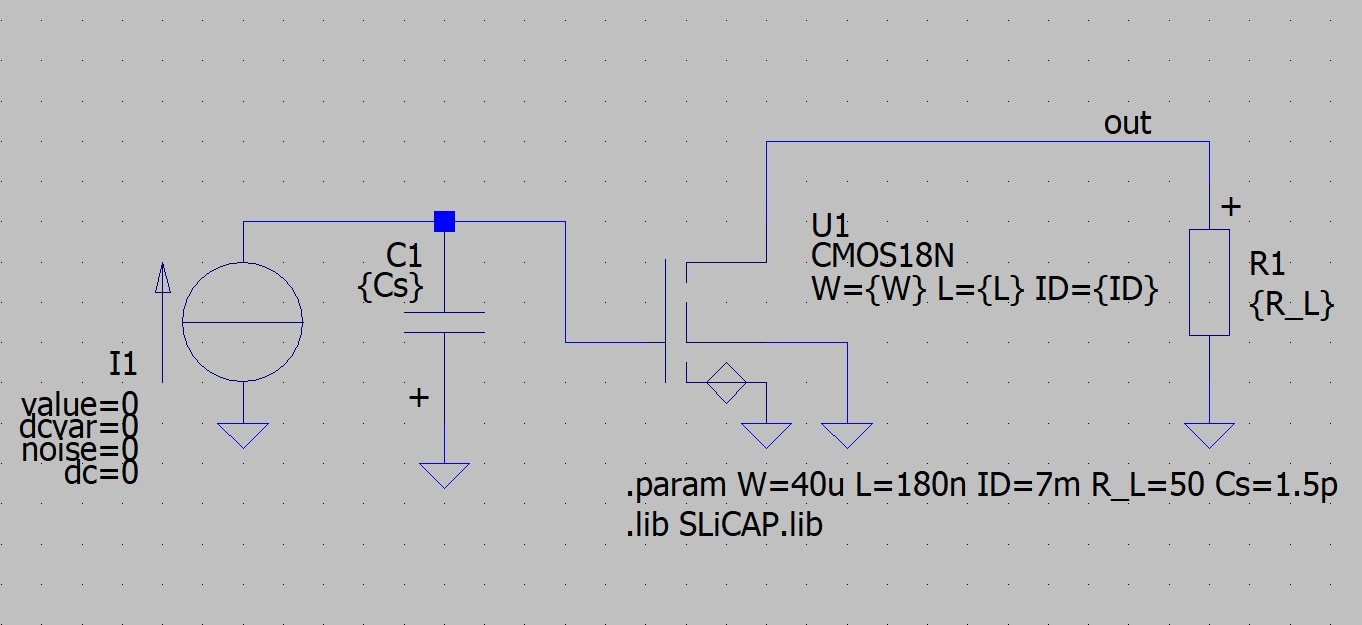 out
+
U1
CMOS18N
W={W} L={L} ID={ID}
C1
{Cs}
R1
{R_L}
I1
value=0
dcvar=0
noise=0
dc=0
+
.param W=40u L=180n ID=7m R_L=50 Cs=1.5p
.lib SLiCAP.lib